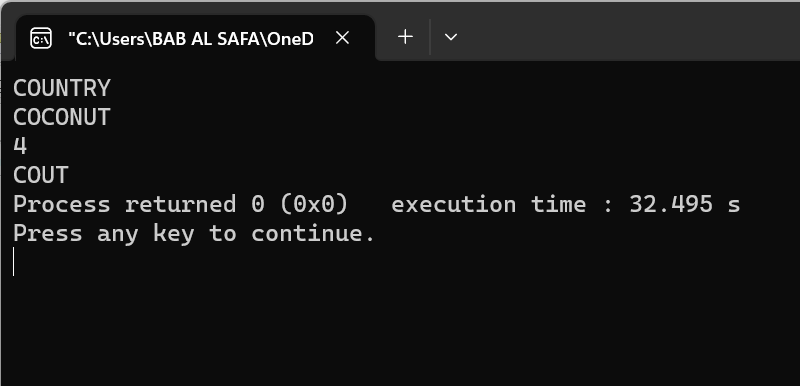 "C:\Users\BAB AL SAFA\OneD
COUNTRY
COCONUT
4
COUT
Process returned 0 (0x0)   execution time : 32.495 s
Press any key to continue.